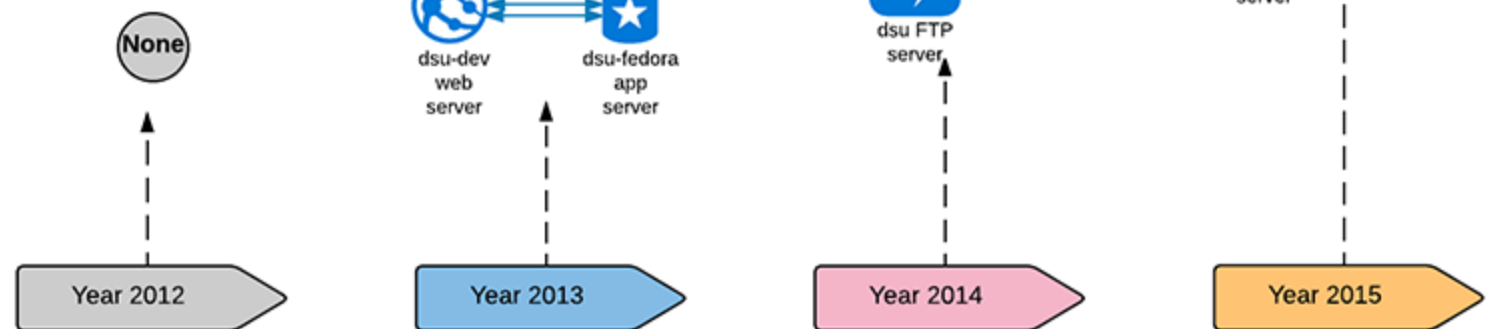 None
dsu-dev
web
server
dsu-fedora
app
server
dsu FTP
server
server
Year 2012
Year 2013
Year 2014
Year 2015